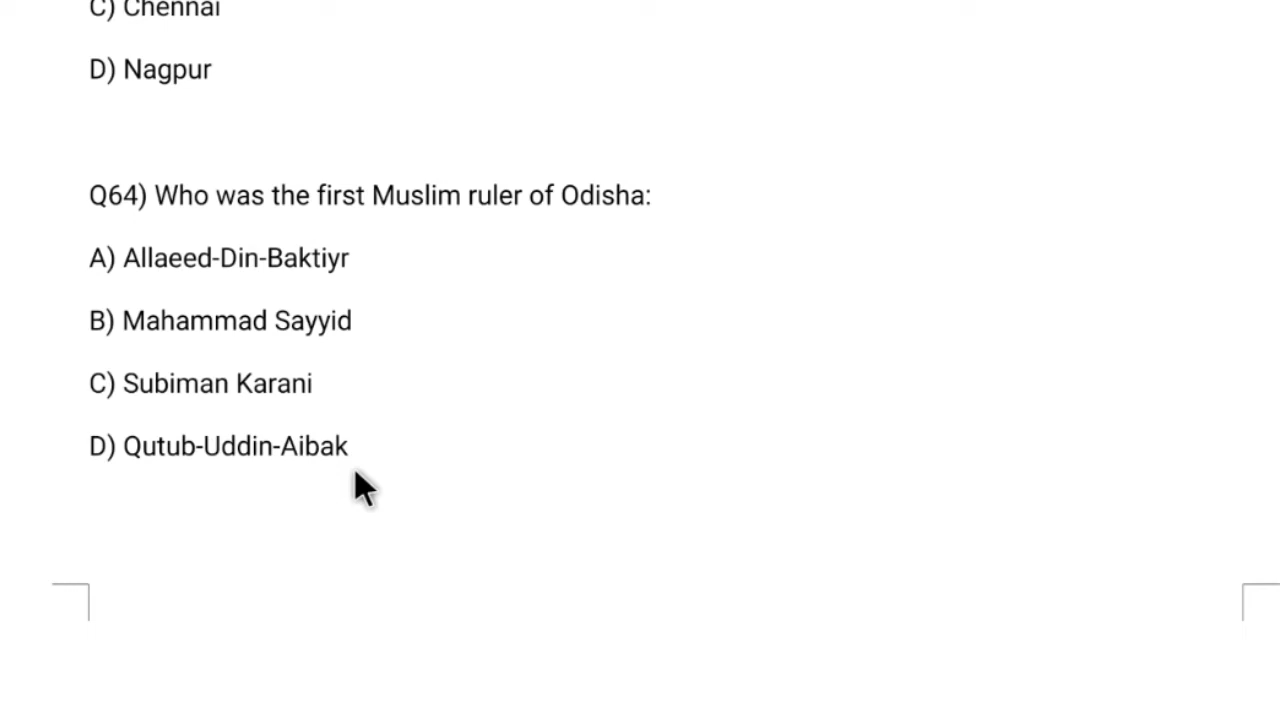 C) Chennai
D) Nagpur
Q64) Who was the first Muslim ruler of Odisha:
A) Allaeed-Din-Baktiyr
B) Mahammad Sayyid
C) Subiman Karani
D) Qutub-Uddin-Aibak